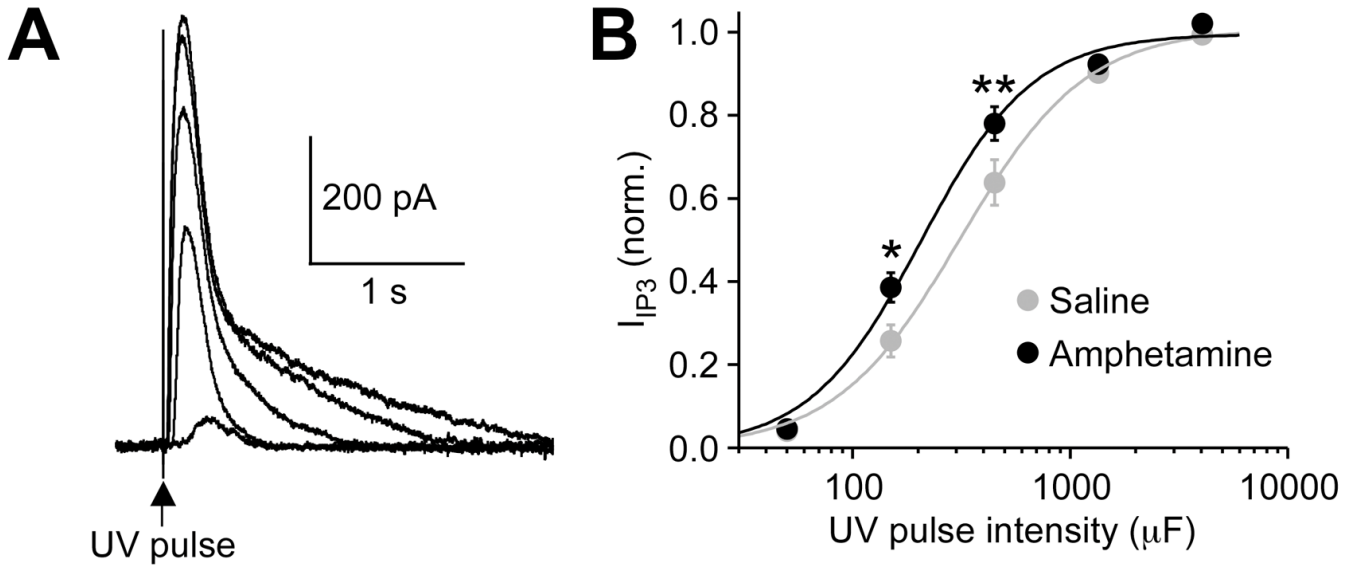 A
200 pA
1 s
UV pulse
B
I_IP3 (norm.)
1.0
0.8
0.6
0.4
0.2
0.0
*
**
Saline
Amphetamine
100
1000
10000
UV pulse intensity (μF)